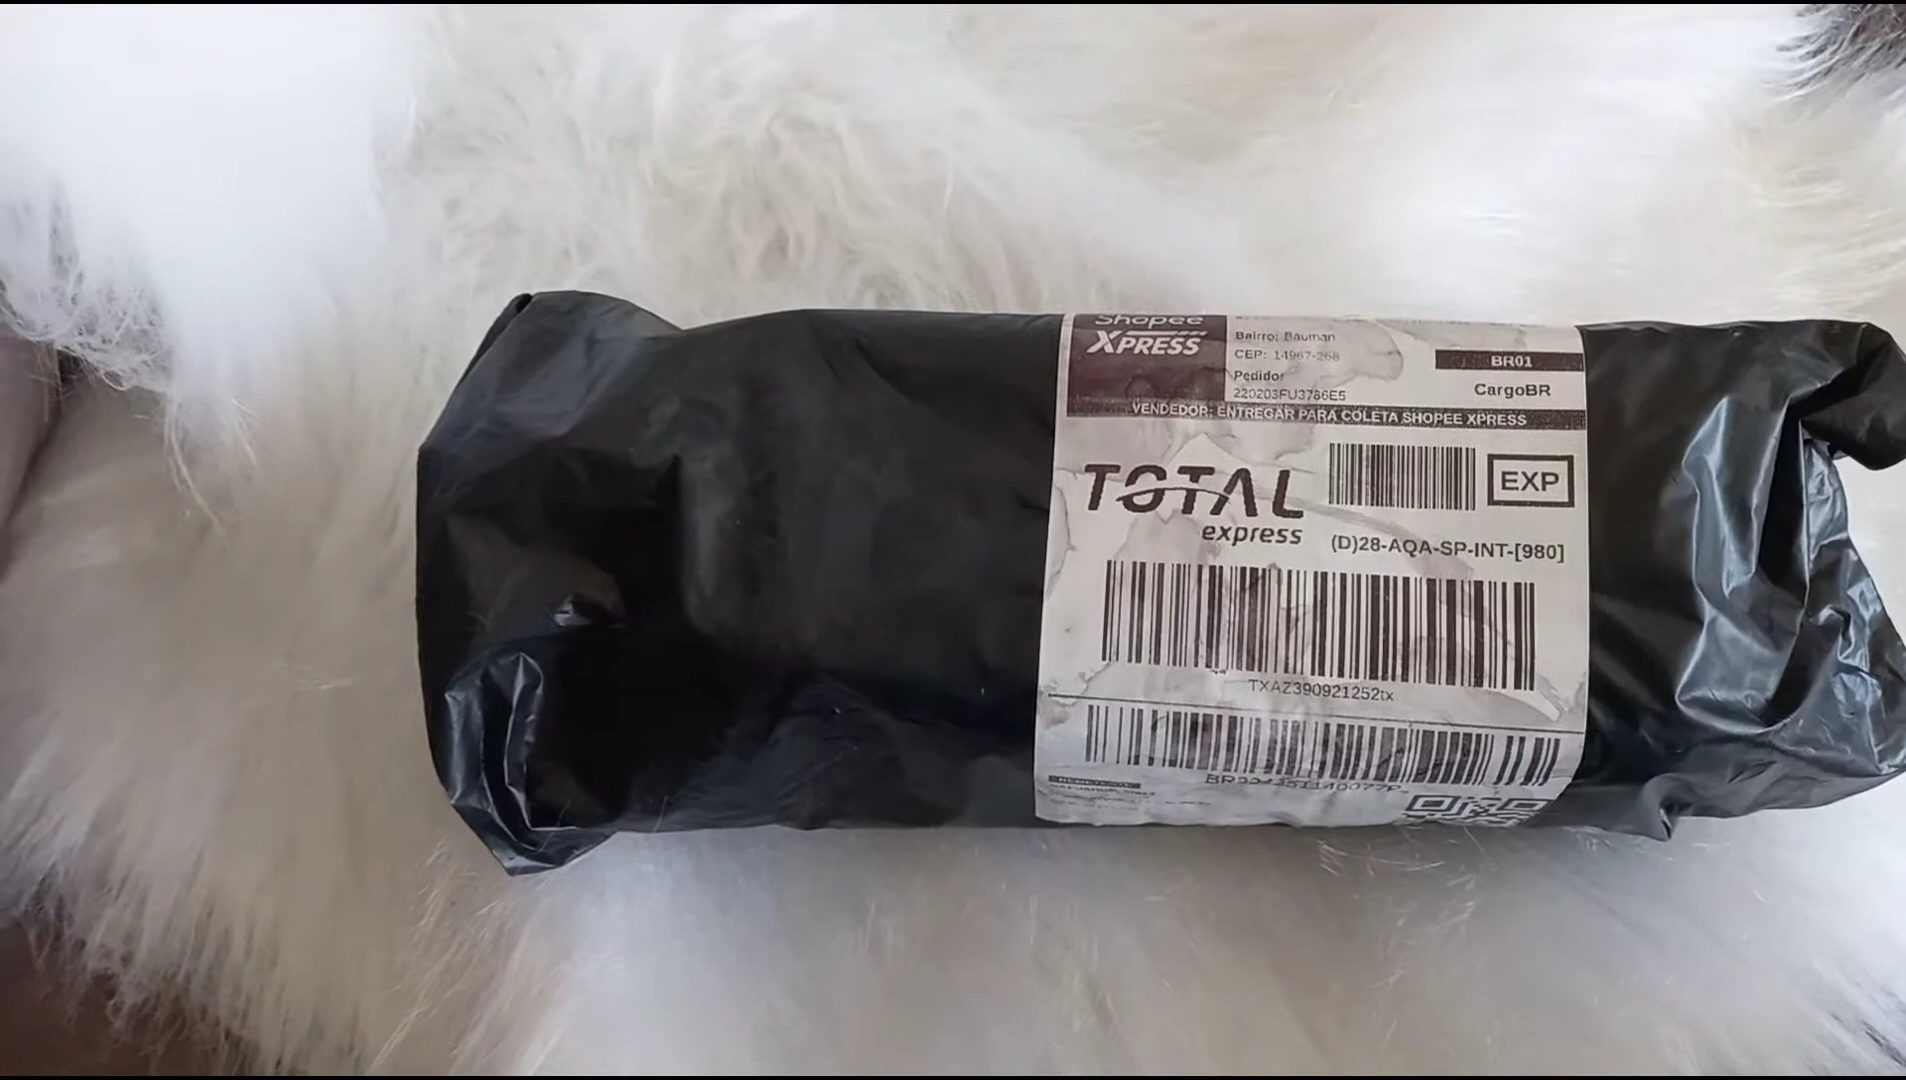 Shopee
XPRESS
Bairro: Bauman
CEP: 14967-268
Pedido:
220203FU3786E5
BR01
CargoBR
VENDEDOR: ENTREGAR PARA COLETA SHOPEE XPRESS
TOTAL
express
EXP
(D)28-AQA-SP-INT-[980]
TXAZ390921252tx
REMETENTE